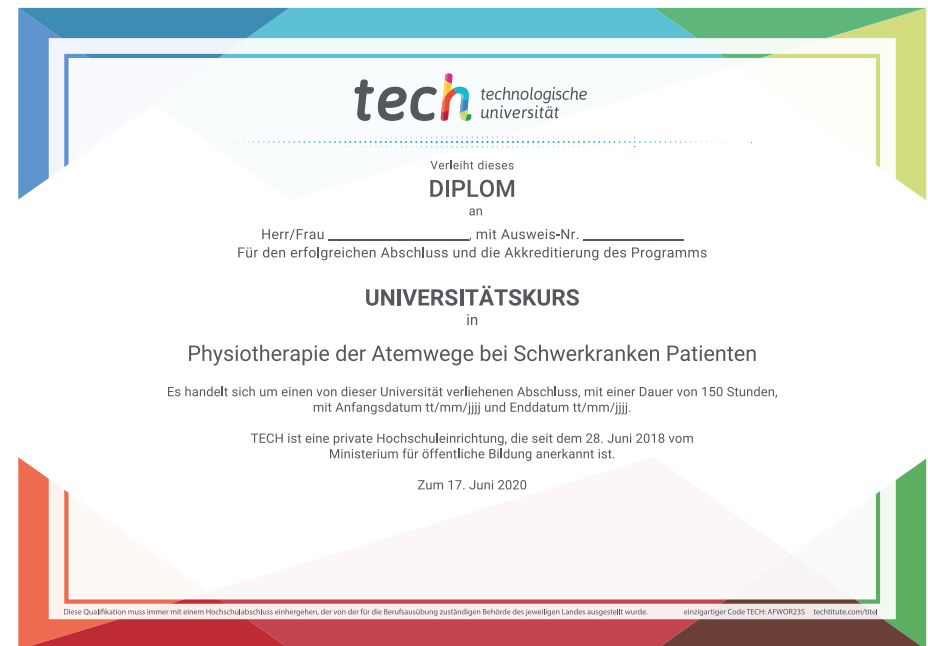 tech technologische
universität
Verleiht dieses
DIPLOM
an
Herr/Frau ____________________, mit Ausweis-Nr. ______________
Für den erfolgreichen Abschluss und die Akkreditierung des Programms
UNIVERSITÄTSKURS
in
Physiotherapie der Atemwege bei Schwerkranken Patienten
Es handelt sich um einen von dieser Universität verliehenen Abschluss, mit einer Dauer von 150 Stunden,
mit Anfangsdatum tt/mm/jjjj und Enddatum tt/mm/jjjj.
TECH ist eine private Hochschuleinrichtung, die seit dem 28. Juni 2018 vom
Ministerium für öffentliche Bildung anerkannt ist.
Zum 17. Juni 2020
Diese Qualifikation muss immer mit einem Hochschulabschluss einhergehen, der von der für die Berufsausübung zuständigen Behörde des jeweiligen Landes ausgestellt wurde. einzigartiger Code TECH: AFWOR23S techtitute.com/titel